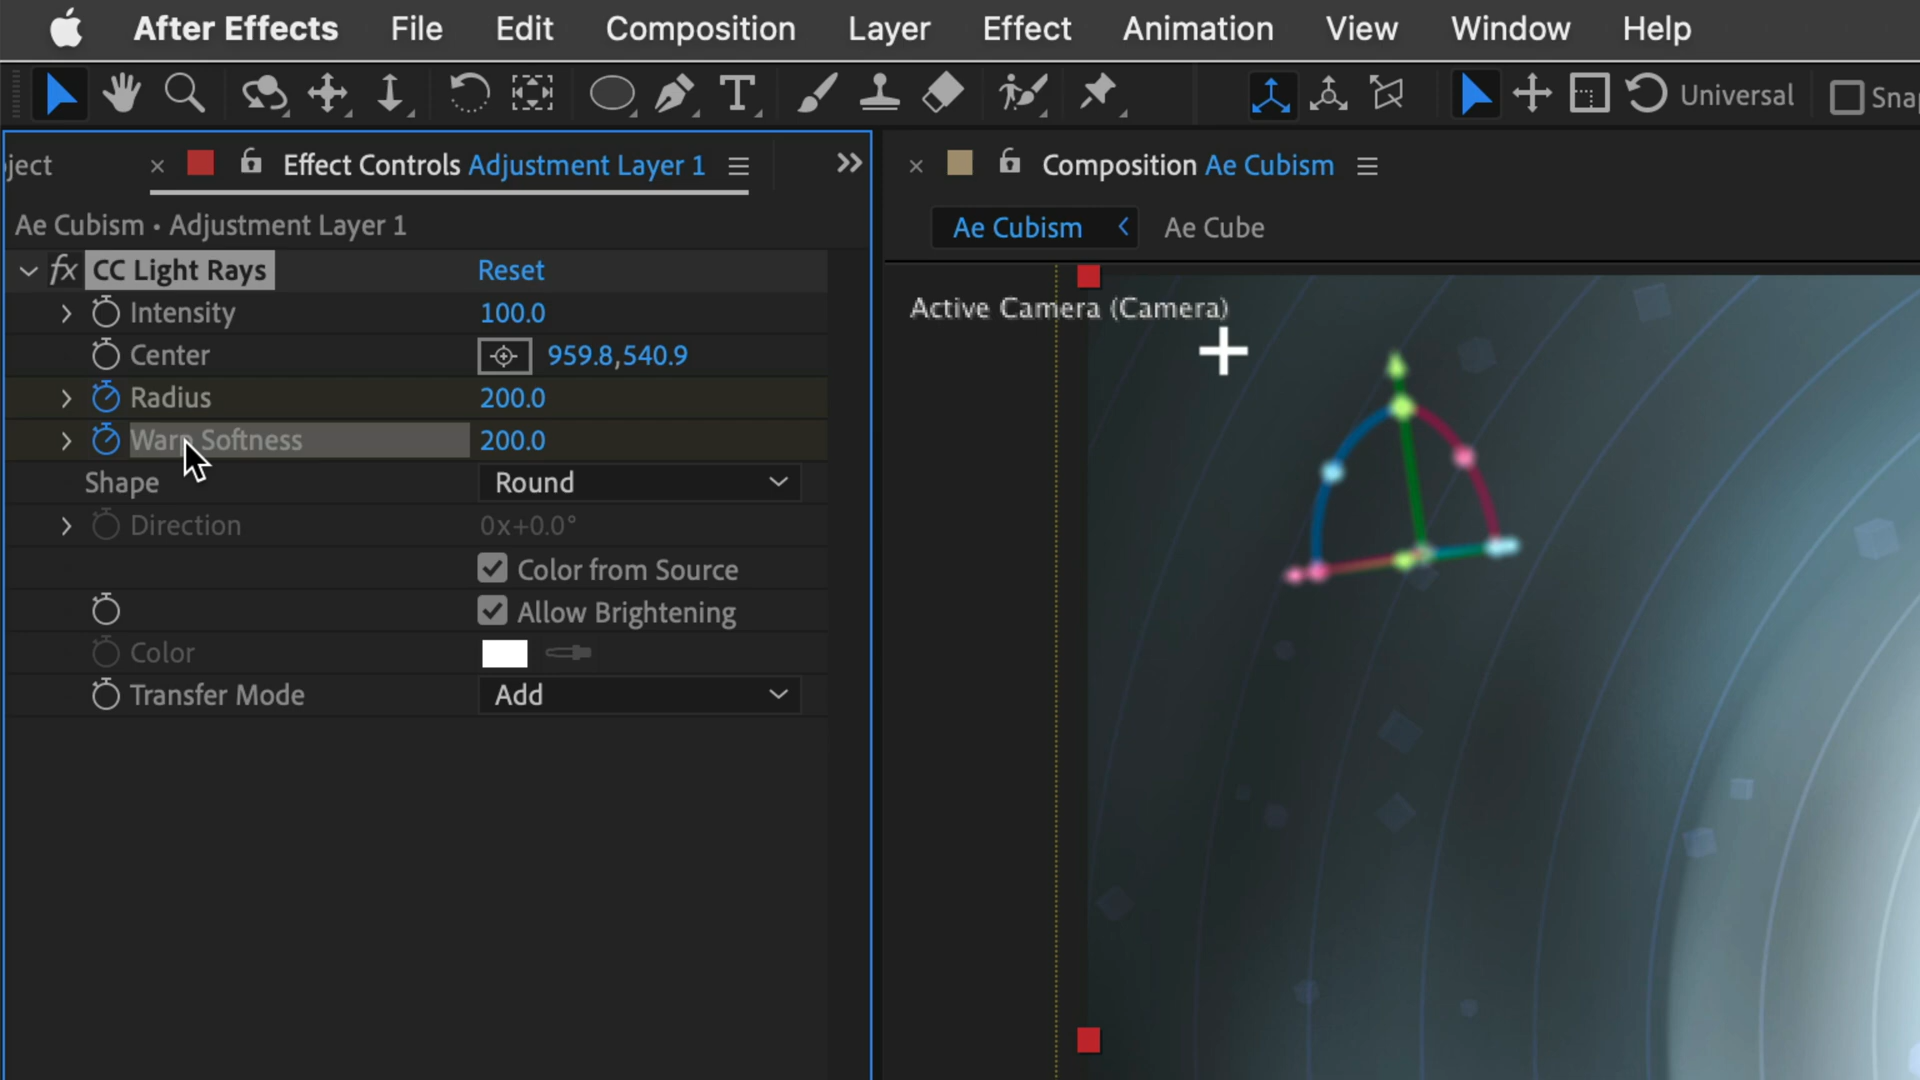 After Effects File Edit Composition Layer Effect Animation View Window Help
Universal
ject
Effect Controls Adjustment Layer 1
Composition Ae Cubism
Ae Cubism • Adjustment Layer 1
Ae Cubism
Ae Cube
fx CC Light Rays Reset
Intensity 100.0
Active Camera (Camera)
Center 959.8,540.9
Radius 200.0
Warp Softness 200.0
Shape Round
Direction 0x+0.0°
Color from Source
Allow Brightening
Color
Transfer Mode Add